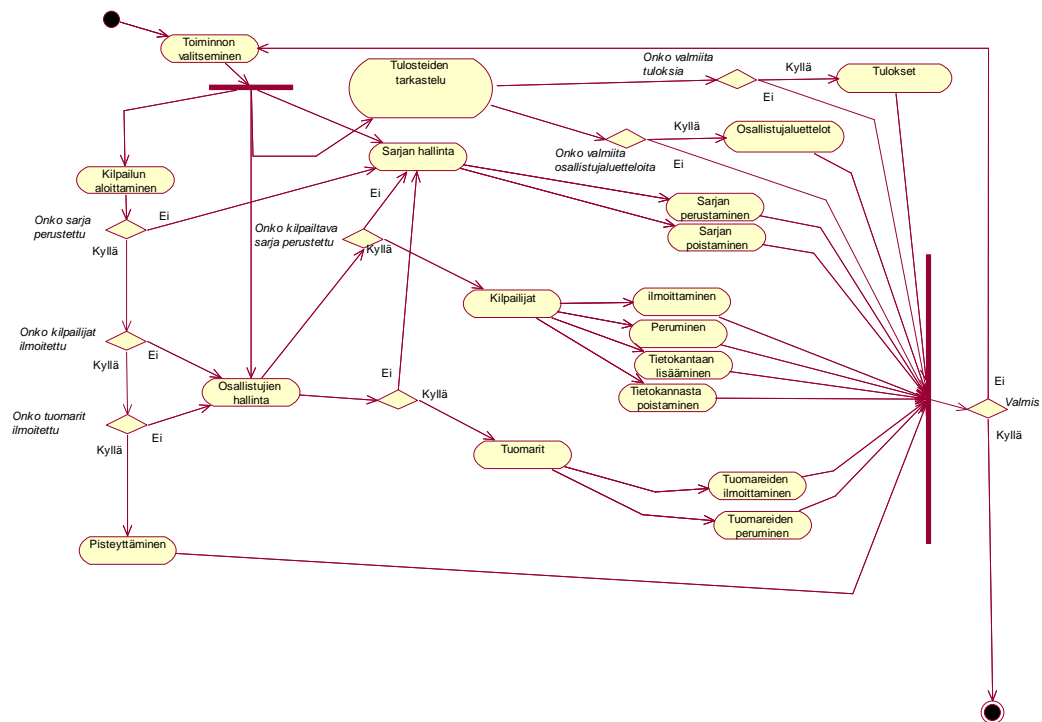 Toiminnon
valitseminen
Tulosteiden
tarkastelu
Onko valmiita
tuloksia
Kyllä
Ei
Tulokset
Onko valmiita
osallistujaluetteloita
Kyllä
Ei
Osallistujaluettelot
Sarjan hallinta
Kilpailun
aloittaminen
Onko sarja
perustettu
Ei
Kyllä
Onko kilpailtava
sarja perustettu
Ei
Kyllä
Sarjan
perustaminen
Sarjan
poistaminen
Kilpailijat
ilmoittaminen
Peruminen
Tietokantaan
lisääminen
Tietokannasta
poistaminen
Onko kilpailijat
ilmoitettu
Ei
Kyllä
Osallistujien
hallinta
Ei
Kyllä
Onko tuomarit
ilmoitettu
Ei
Kyllä
Tuomarit
Tuomareiden
ilmoittaminen
Tuomareiden
peruminen
Pisteyttäminen
Ei
Valmis
Kyllä